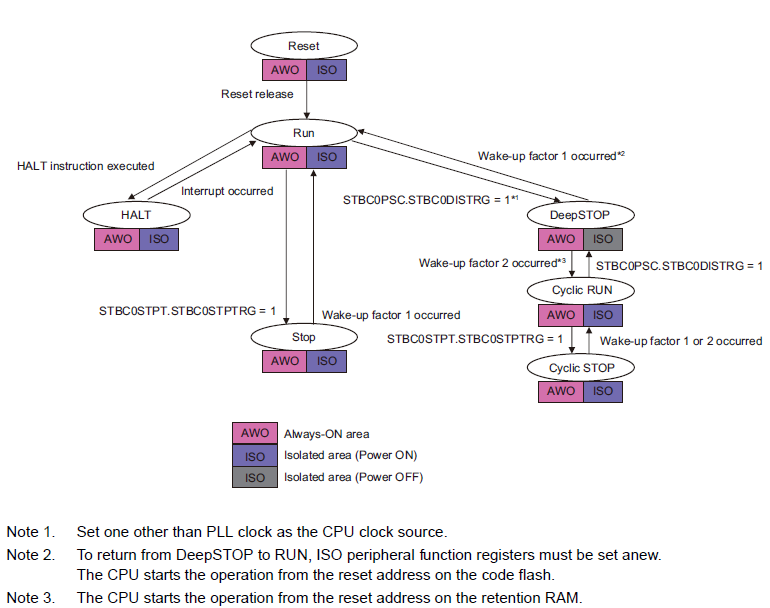 Reset
AWO ISO
Reset release
Run
AWO ISO
Wake-up factor 1 occurred*2
HALT instruction executed
Interrupt occurred
STBC0PSC.STBC0DISTRG = 1*1
HALT
AWO ISO
DeepSTOP
AWO ISO
Wake-up factor 2 occurred*3
STBC0PSC.STBC0DISTRG = 1
Cyclic RUN
AWO ISO
STBC0STPT.STBC0STPTRG = 1
Wake-up factor 1 occurred
Stop
AWO ISO
STBC0STPT.STBC0STPTRG = 1
Wake-up factor 1 or 2 occurred
Cyclic STOP
AWO ISO
AWO Always-ON area
ISO Isolated area (Power ON)
ISO Isolated area (Power OFF)
Note 1. Set one other than PLL clock as the CPU clock source.
Note 2. To return from DeepSTOP to RUN, ISO peripheral function registers must be set anew.
The CPU starts the operation from the reset address on the code flash.
Note 3. The CPU starts the operation from the reset address on the retention RAM.